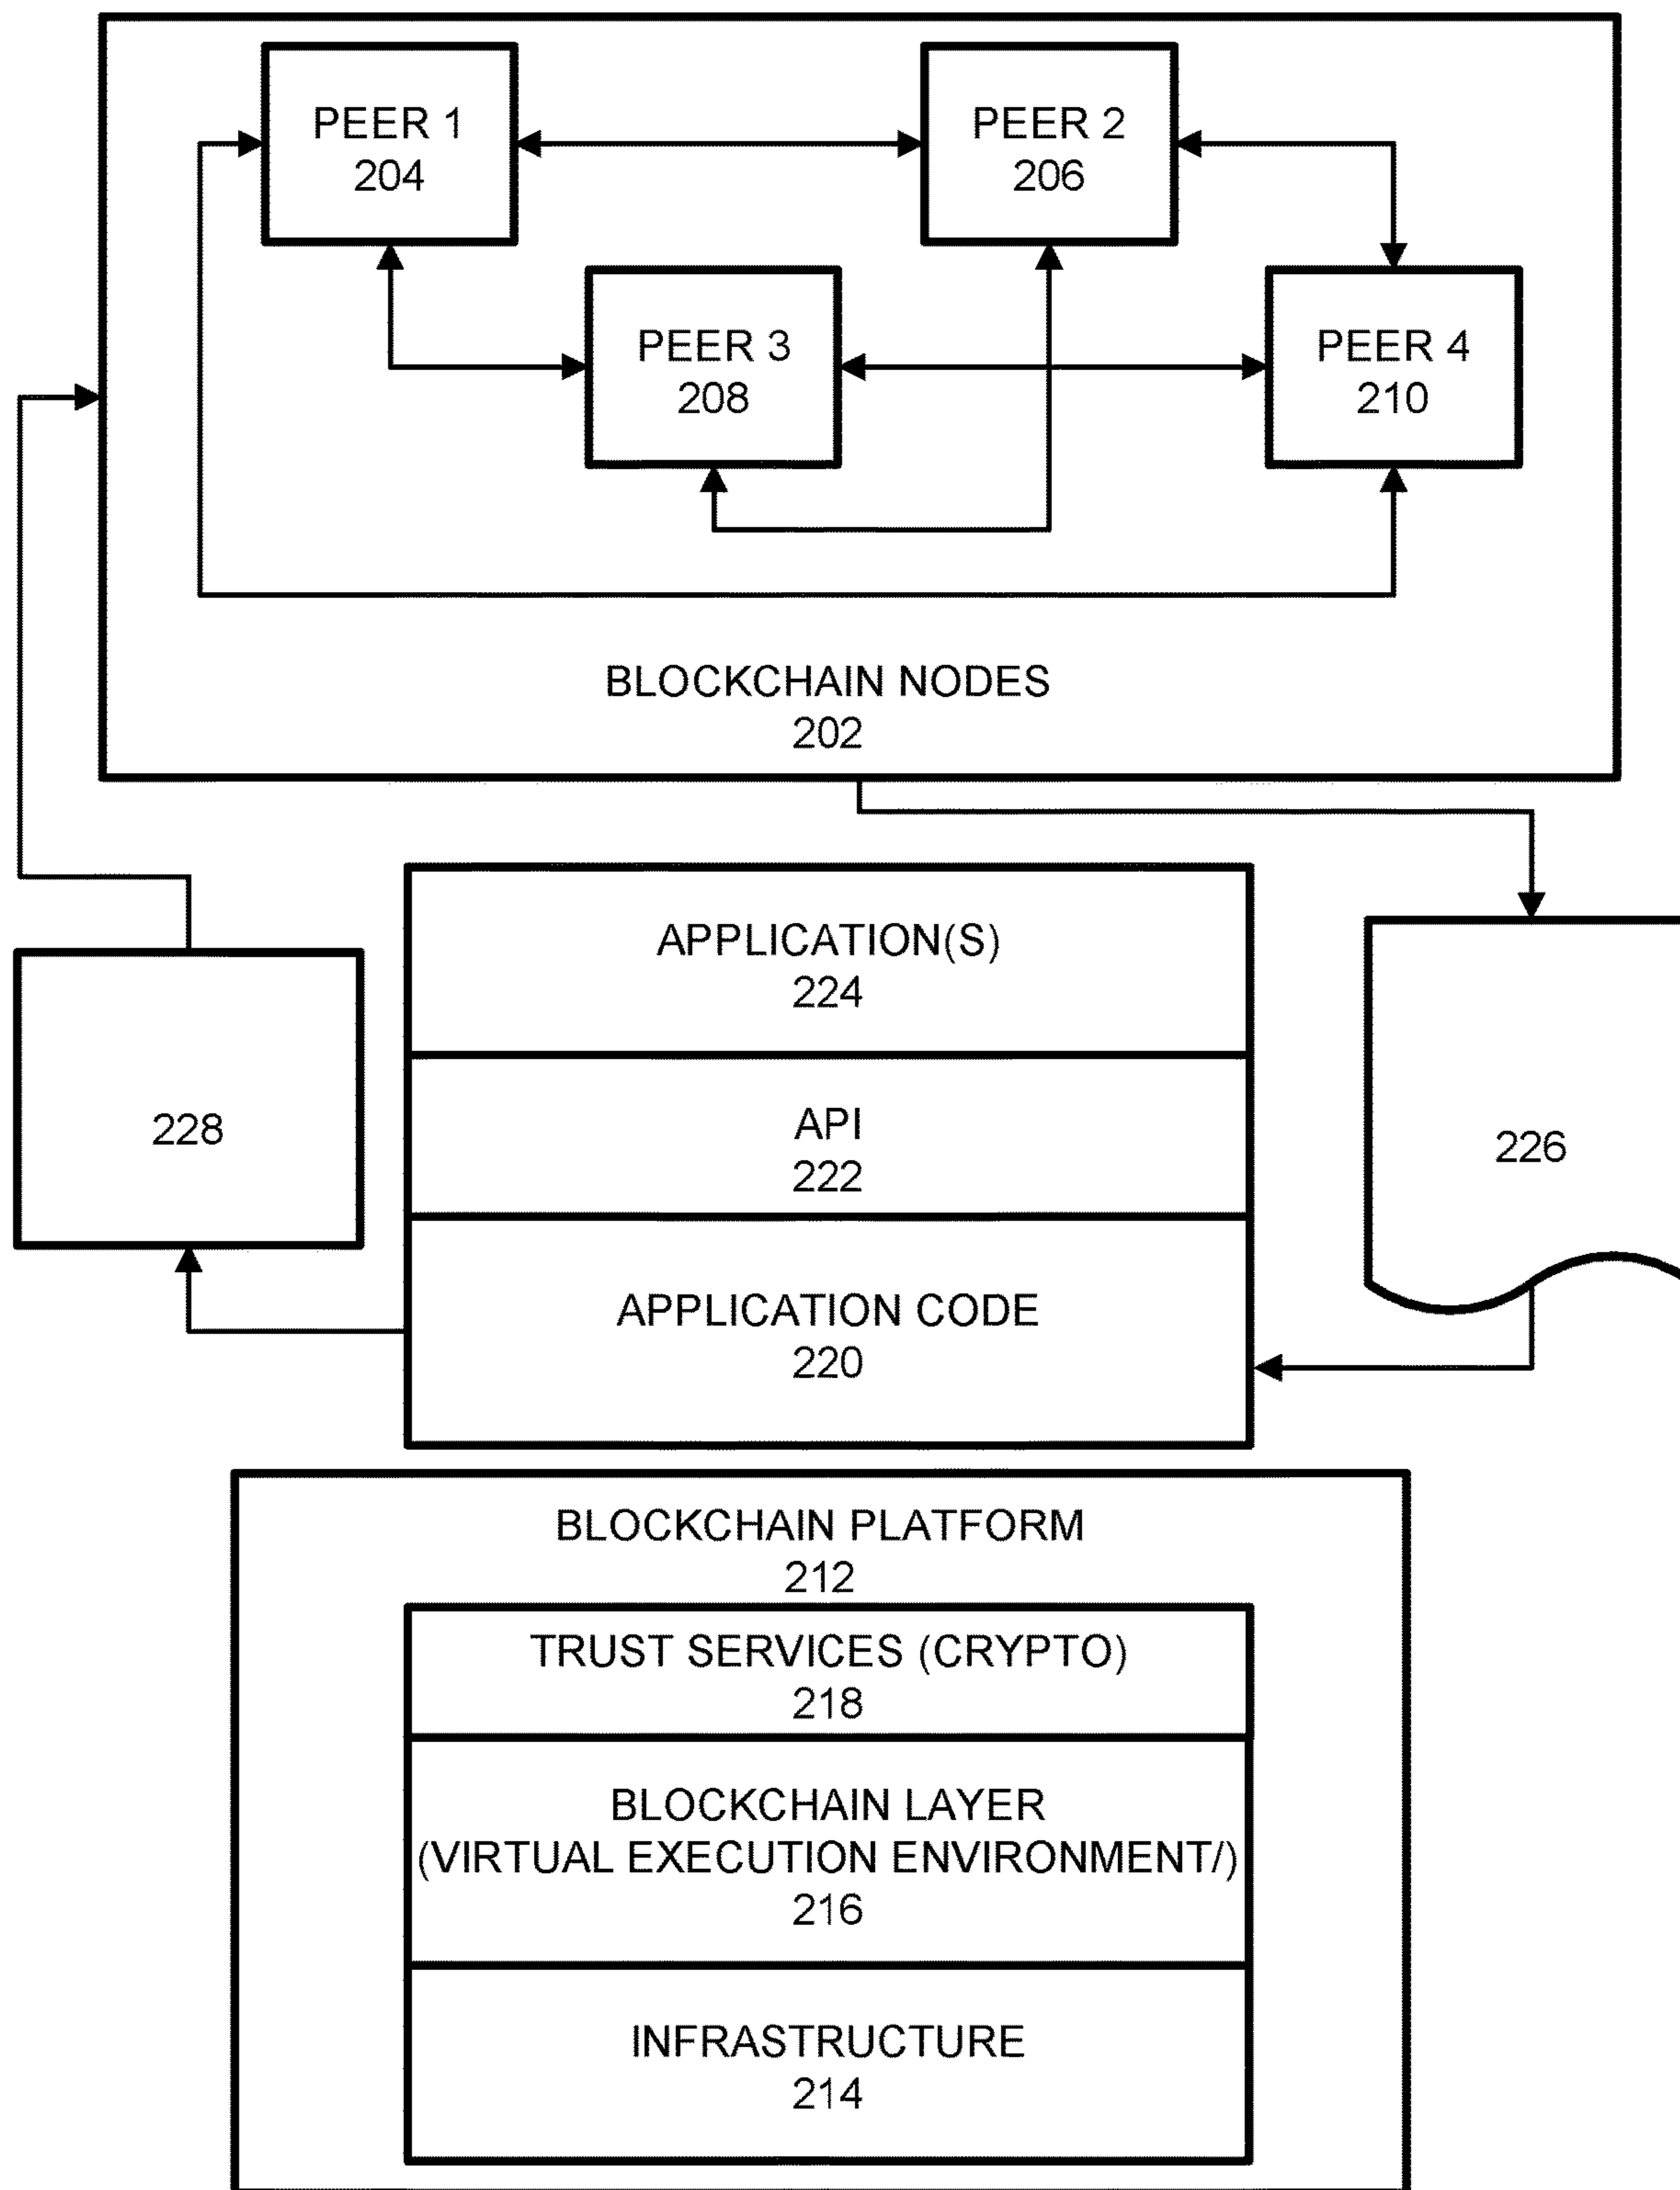 PEER 1
204
PEER 2
206
PEER 3
208
PEER 4
210
BLOCKCHAIN NODES
202
APPLICATION(S)
224
API
222
228
226
APPLICATION CODE
220
BLOCKCHAIN PLATFORM
212
TRUST SERVICES (CRYPTO)
218
BLOCKCHAIN LAYER
(VIRTUAL EXECUTION ENVIRONMENT/)
216
INFRASTRUCTURE
214